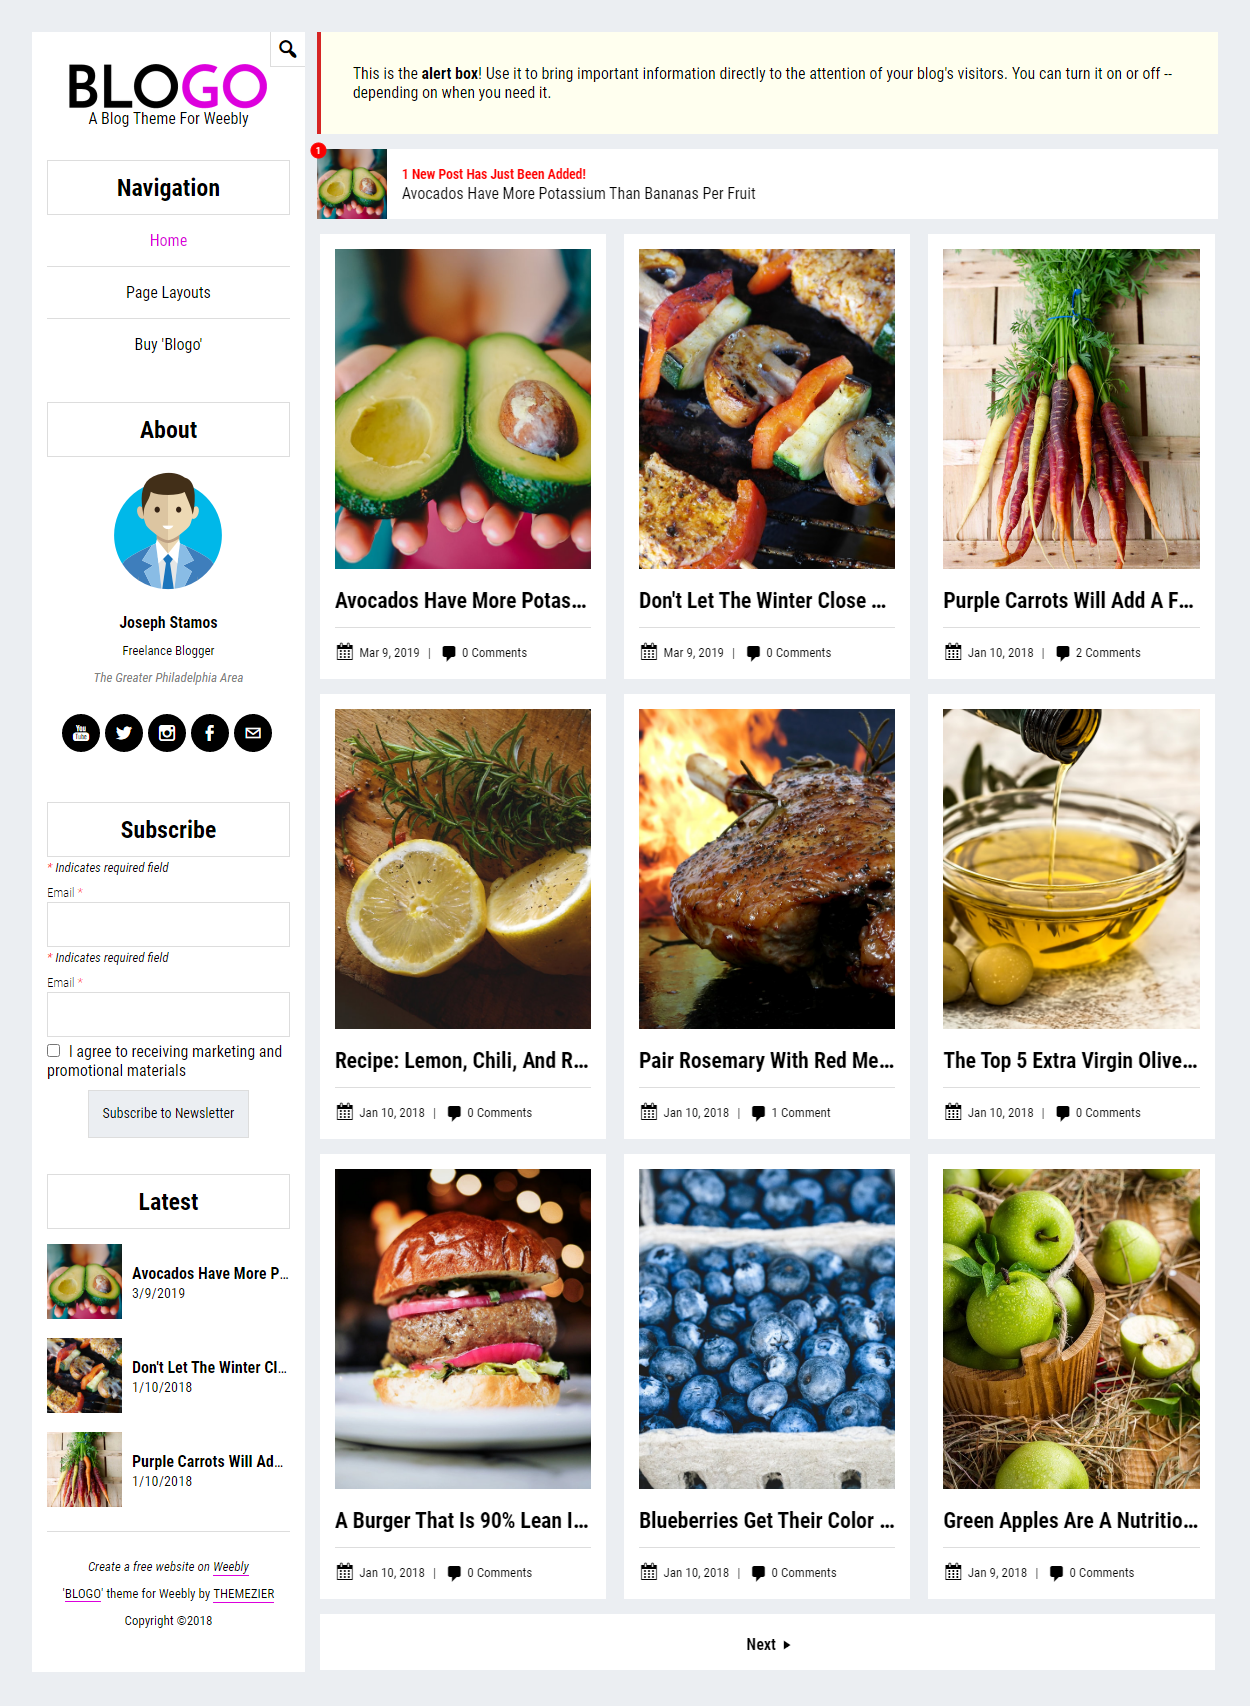 BLOGO
A Blog Theme For Weebly
Navigation
Home
Page Layouts
Buy 'Blogo'
About
Joseph Stamos
Freelance Blogger
The Greater Philadelphia Area
You
Tube
Subscribe
* Indicates required field
Email *
* Indicates required field
Email *
I agree to receiving marketing and
promotional materials
Subscribe to Newsletter
Latest
Avocados Have More P...
3/9/2019
Don't Let The Winter Cl...
1/10/2018
Purple Carrots Will Ad...
1/10/2018
Create a free website on Weebly
'BLOGO' theme for Weebly by THEMEZIER
Copyright ©2018
This is the alert box! Use it to bring important information directly to the attention of your blog's visitors. You can turn it on or off --
depending on when you need it.
1
1 New Post Has Just Been Added!
Avocados Have More Potassium Than Bananas Per Fruit
Avocados Have More Potas...
Mar 9, 2019 | 0 Comments
Don't Let The Winter Close ...
Mar 9, 2019 | 0 Comments
Purple Carrots Will Add A F...
Jan 10, 2018 | 2 Comments
Recipe: Lemon, Chili, And R...
Jan 10, 2018 | 0 Comments
Pair Rosemary With Red Me...
Jan 10, 2018 | 1 Comment
The Top 5 Extra Virgin Olive...
Jan 10, 2018 | 0 Comments
A Burger That Is 90% Lean I...
Jan 10, 2018 | 0 Comments
Blueberries Get Their Color ...
Jan 10, 2018 | 0 Comments
Green Apples Are A Nutritio...
Jan 9, 2018 | 0 Comments
Next